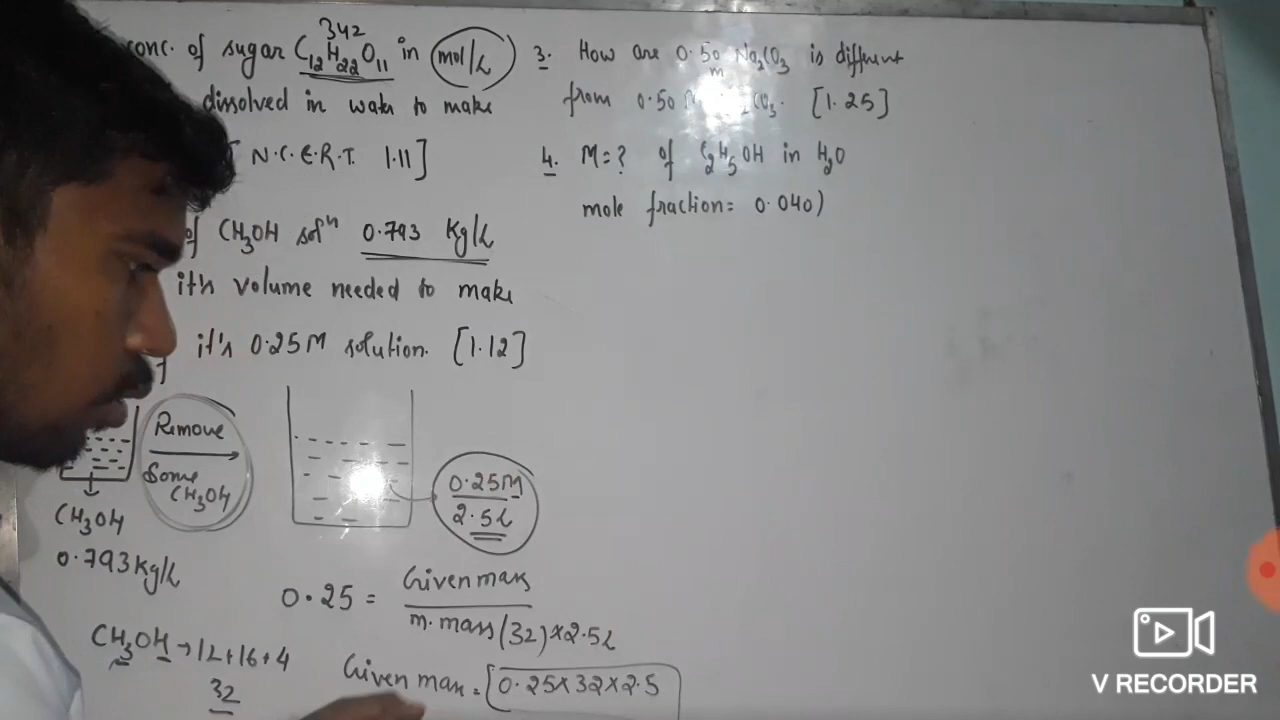 342
conc. of sugar C12H22O11 in mol/L
dissolved in water to make
[N.C.E.R.T. 1.11]
of CH3OH solⁿ 0.793 Kg/L
it's volume needed to make
it's 0.25M solution. [1.12]
3. How are 0.50 m Na2CO3 is different
from 0.50 [1.25]
4. M=? of C2H5OH in H2O
mole fraction = 0.040)
Remove
Some
CH3OH
CH3OH
0.793Kg/L
0.25M
2.5L
0.25 = Given mass
m.mass(32)×2.5L
CH3OH → 12+16+4
32
Given mass = 0.25×32×2.5
V RECORDER